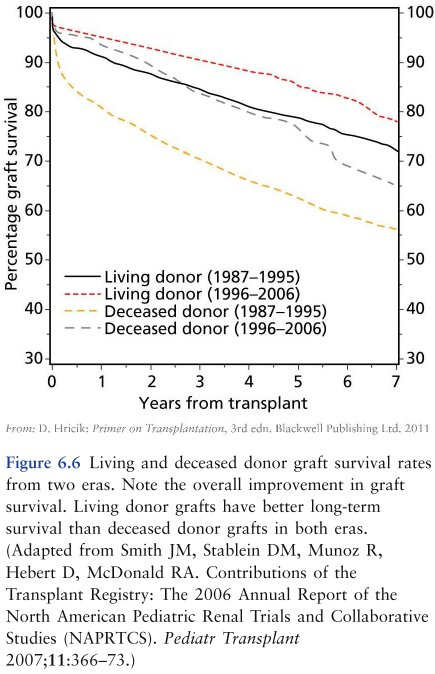 100
100
90
90
80
80
70
70
60
60
50
50
40
40
30
30
Percentage graft survival
Living donor (1987–1995)
Living donor (1996–2006)
Deceased donor (1987–1995)
Deceased donor (1996–2006)
0 1 2 3 4 5 6 7
Years from transplant
From: D. Hricik: Primer on Transplantation, 3rd edn. Blackwell Publishing Ltd. 2011
Figure 6.6 Living and deceased donor graft survival rates
from two eras. Note the overall improvement in graft
survival. Living donor grafts have better long-term
survival than deceased donor grafts in both eras.
(Adapted from Smith JM, Stablein DM, Munoz R,
Hebert D, McDonald RA. Contributions of the
Transplant Registry: The 2006 Annual Report of the
North American Pediatric Renal Trials and Collaborative
Studies (NAPRTCS). Pediatr Transplant
2007;11:366–73.)